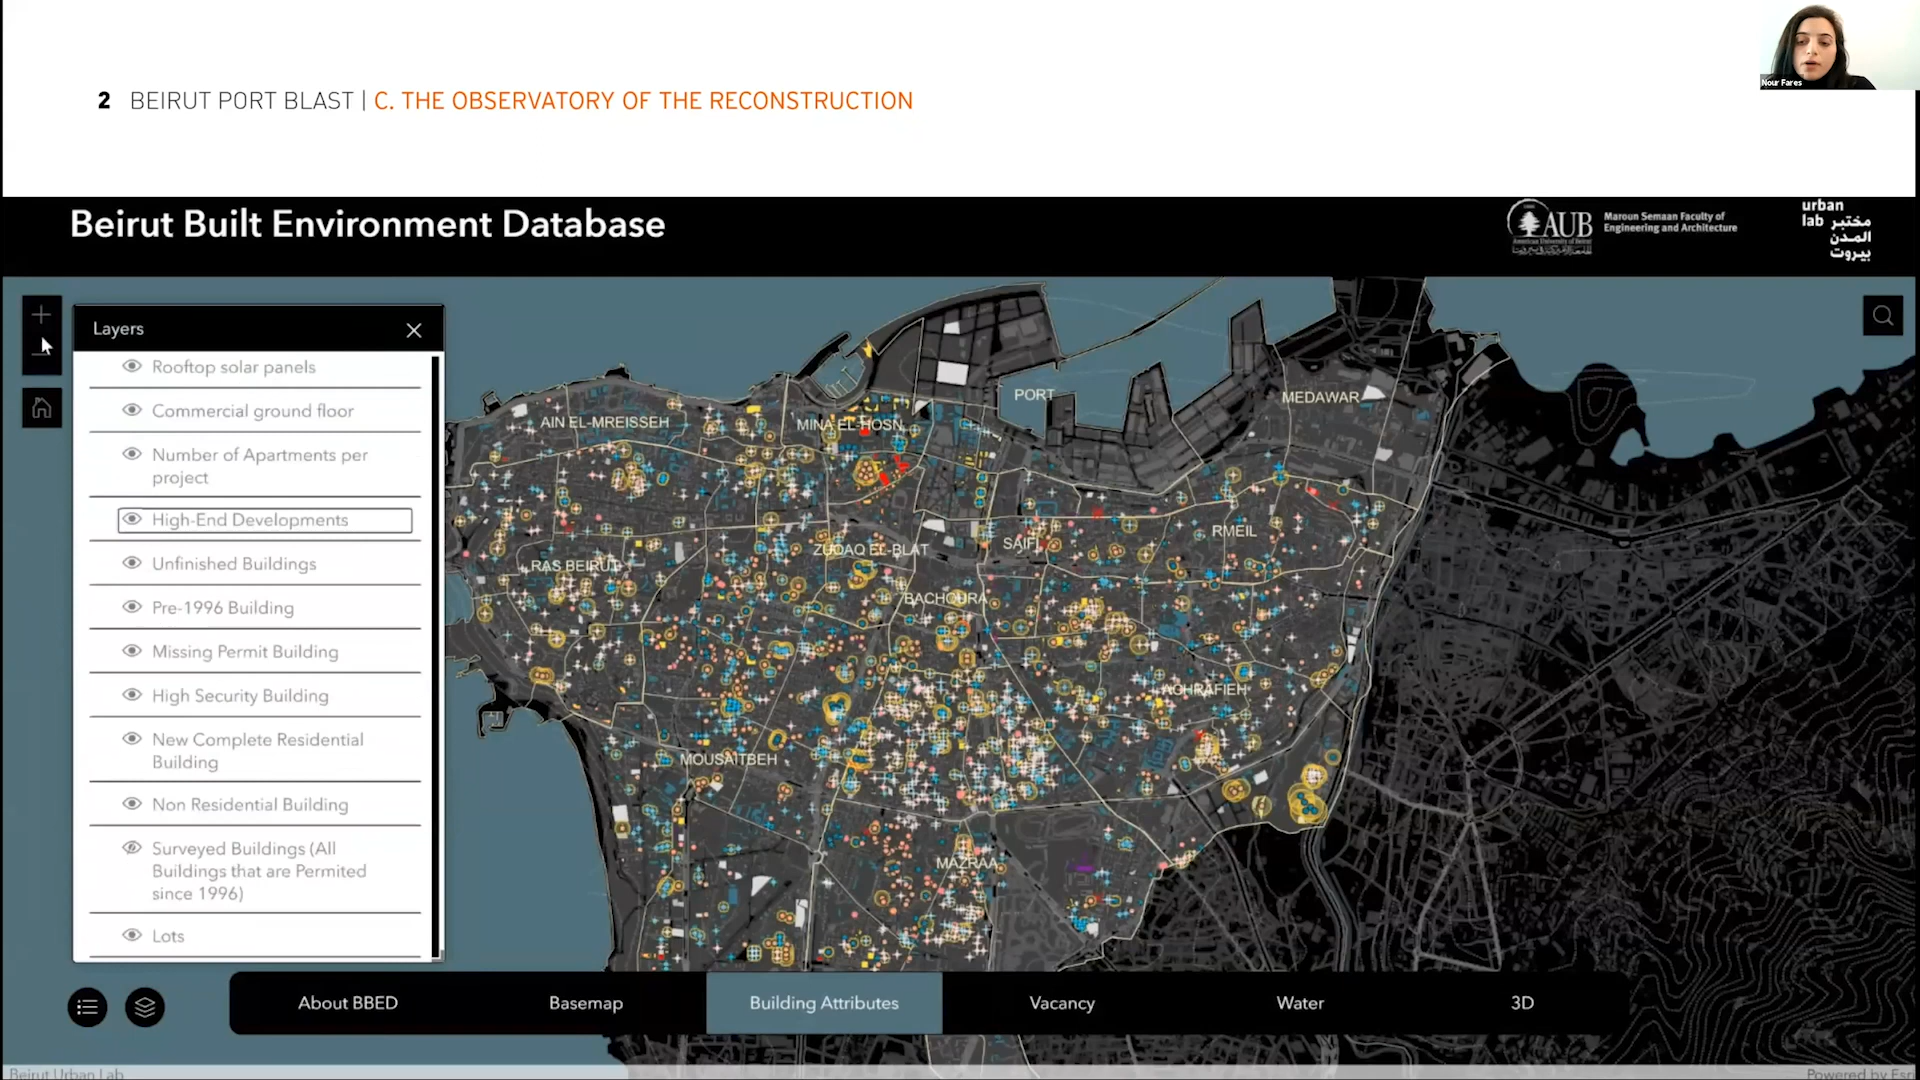 Nour Fares
2 BEIRUT PORT BLAST | C. THE OBSERVATORY OF THE RECONSTRUCTION
Beirut Built Environment Database
AUB
American University of Beirut
Maroun Semaan Faculty of
Engineering and Architecture
urban
lab مختبر
المدن
بيروت
Layers
Rooftop solar panels
Commercial ground floor
Number of Apartments per
project
High-End Developments
Unfinished Buildings
Pre-1996 Building
Missing Permit Building
High Security Building
New Complete Residential
Building
Non Residential Building
Surveyed Buildings (All
Buildings that are Permited
since 1996)
Lots
PORT
MEDAWAR
AIN EL-MREISSEH
MINA EL-HOSN
RMEIL
SAIFI
ZUQAQ EL-BLAT
RAS BEIRUT
BACHOURA
ACHRAFIEH
MOUSAITBEH
MAZRAA
About BBED
Basemap
Building Attributes
Vacancy
Water
3D
Beirut Urban Lab
Powered by Esri